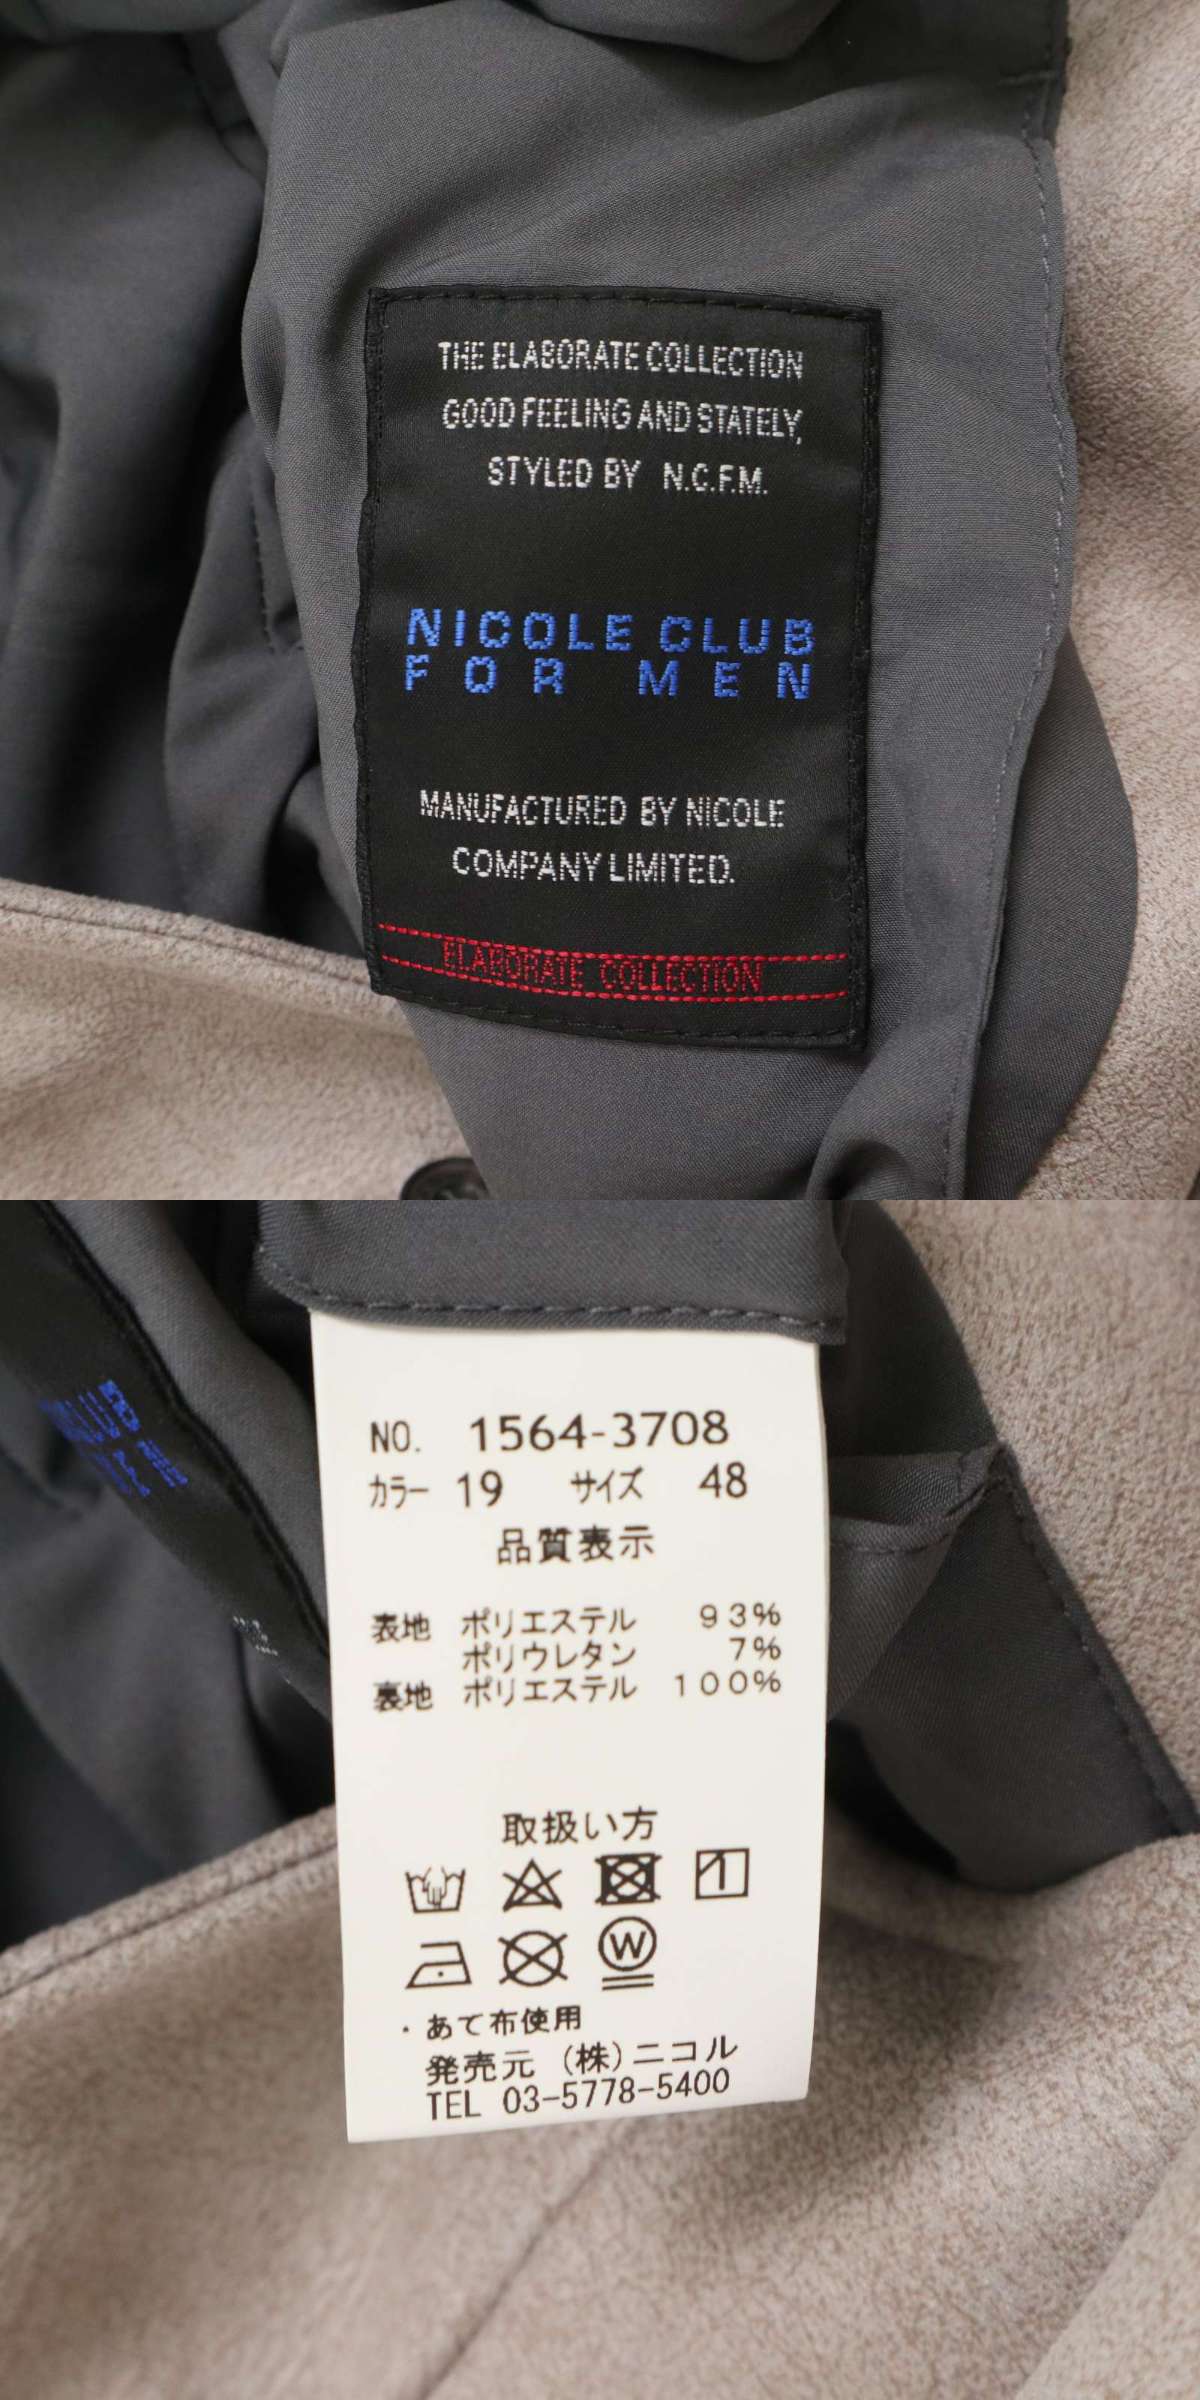 THE ELABORATE COLLECTION
GOOD FEELING AND STATELY,
STYLED BY N.C.F.M.
NICOLE CLUB
FOR MEN
MANUFACTURED BY NICOLE
COMPANY LIMITED.
ELABORATE COLLECTION
NO. 1564-3708
カラー 19 サイズ 48
品質表示
表地 ポリエステル 93%
ポリウレタン 7%
裏地 ポリエステル 100%
取扱い方
W
・あて布使用
発売元 (株)ニコル
TEL 03-5778-5400